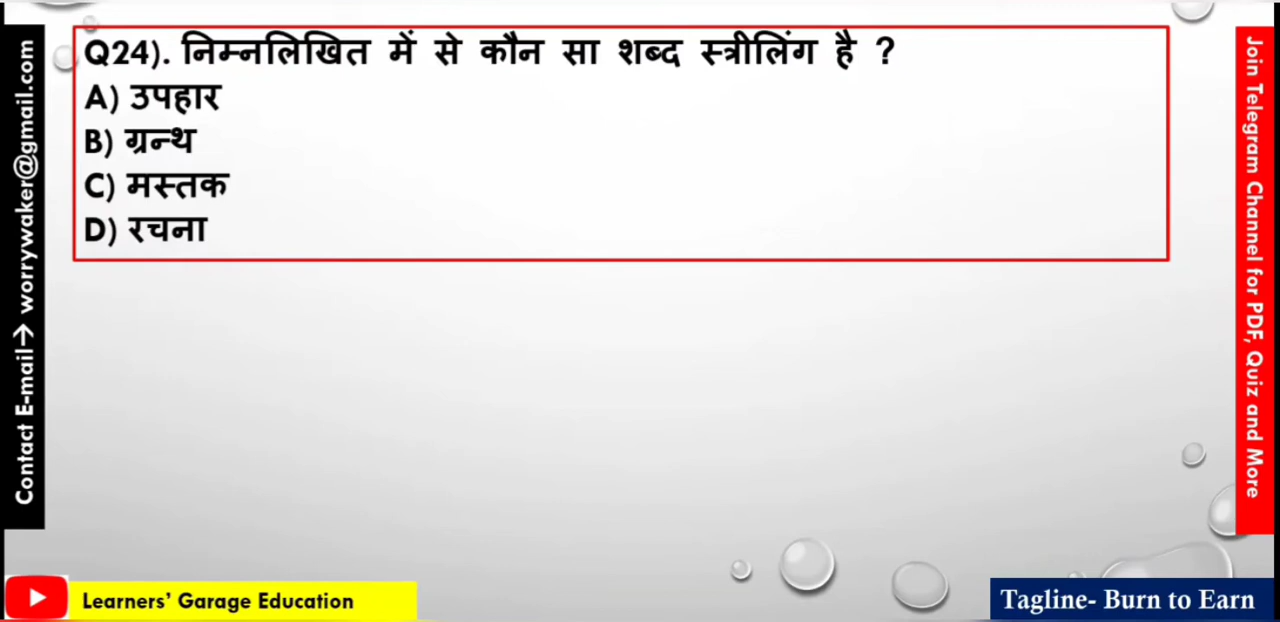 Q24). निम्नलिखित में से कौन सा शब्द स्त्रीलिंग है ?
A) उपहार
B) ग्रन्थ
C) मस्तक
D) रचना
Contact E-mail→ worrywaker@gmail.com
Join Telegram Channel for PDF, Quiz and More
Learners’ Garage Education
Tagline- Burn to Earn